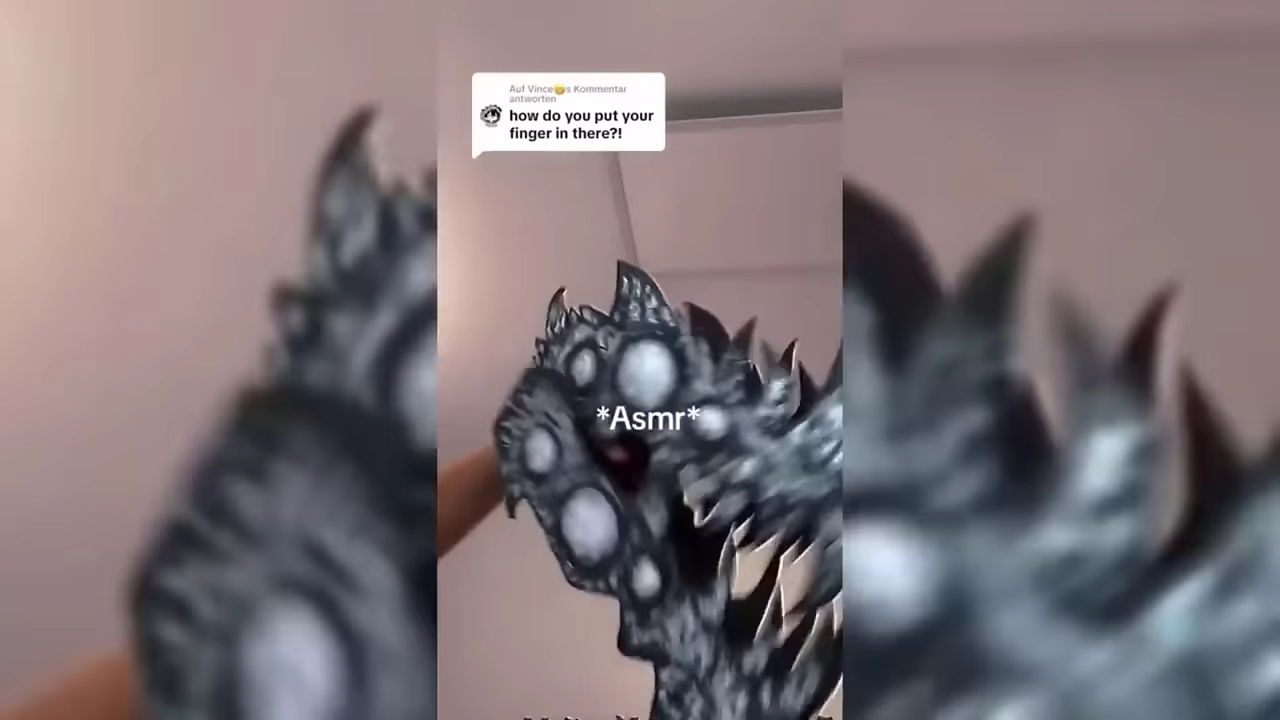 Auf Vince😋s Kommentar
antworten
how do you put your
finger in there?!
*Asmr*